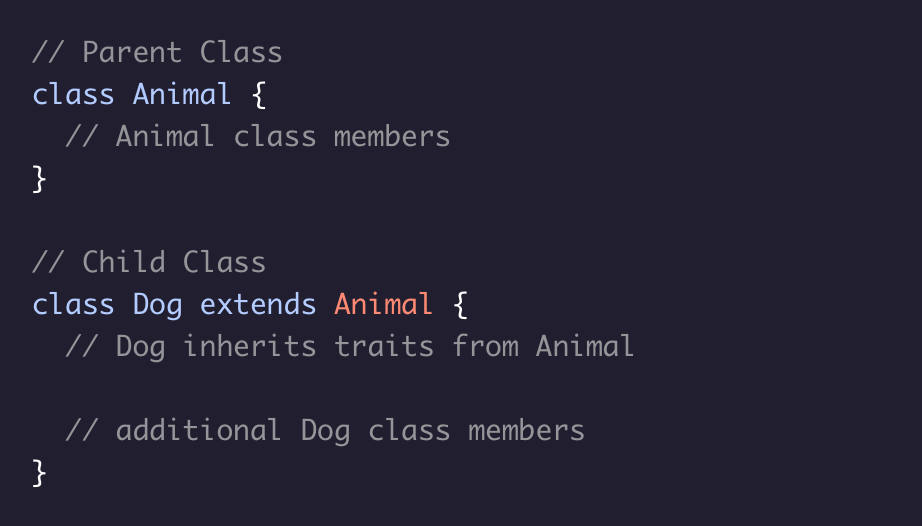 // Parent Class
class Animal {
  // Animal class members
}

// Child Class
class Dog extends Animal {
  // Dog inherits traits from Animal

  // additional Dog class members
}